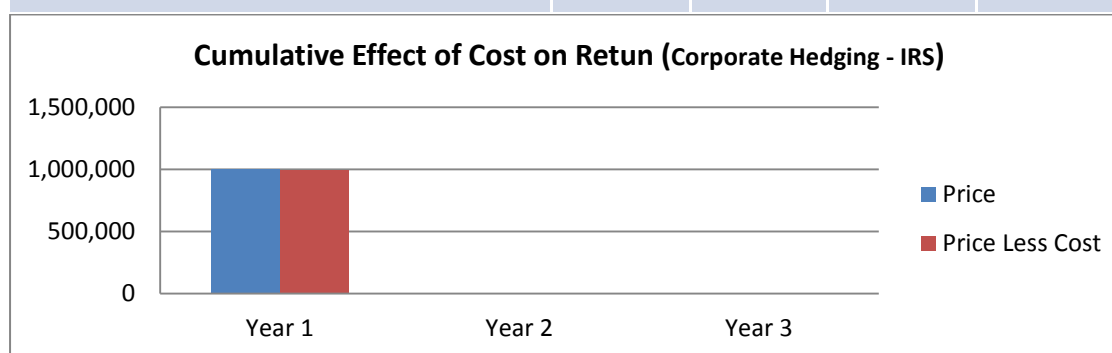 Cumulative Effect of Cost on Retun (Corporate Hedging - IRS)
1,500,000
1,000,000
500,000
0
Year 1 Year 2 Year 3
Price
Price Less Cost